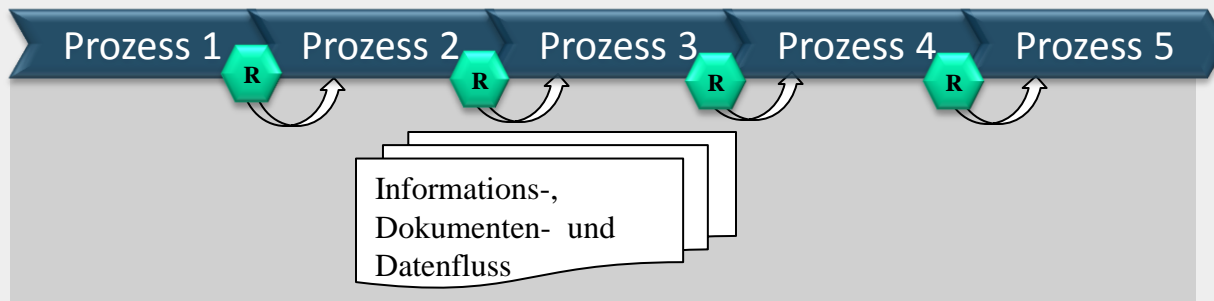 Prozess 1 Prozess 2 Prozess 3 Prozess 4 Prozess 5
R R R R
Informations-,
Dokumenten- und
Datenfluss